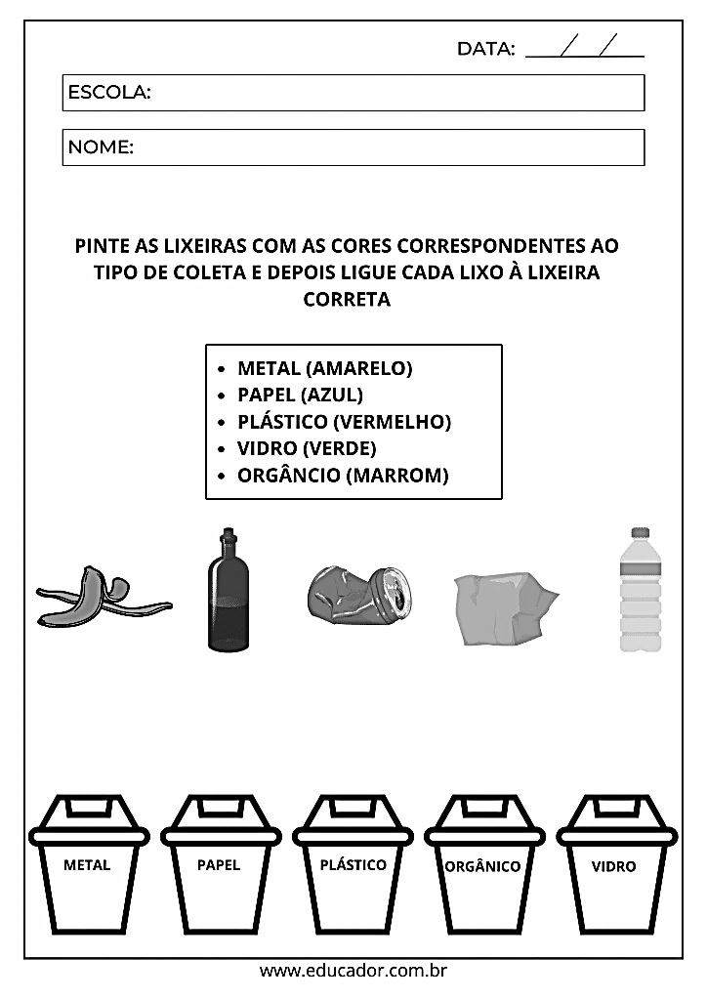 DATA: ___/___/___
ESCOLA:
NOME:
PINTE AS LIXEIRAS COM AS CORES CORRESPONDENTES AO
TIPO DE COLETA E DEPOIS LIGUE CADA LIXO À LIXEIRA
CORRETA
• METAL (AMARELO)
• PAPEL (AZUL)
• PLÁSTICO (VERMELHO)
• VIDRO (VERDE)
• ORGÂNCIO (MARROM)
METAL
PAPEL
PLÁSTICO
ORGÂNICO
VIDRO
www.educador.com.br